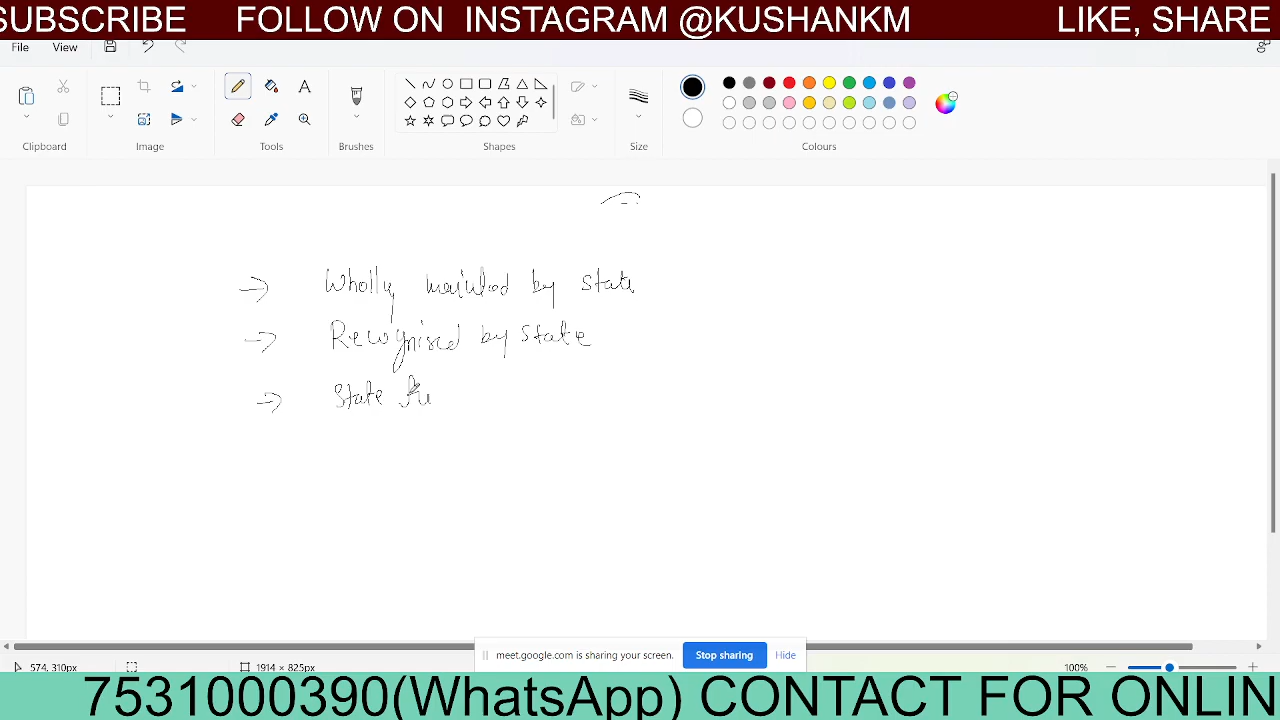 SUBSCRIBE FOLLOW ON INSTAGRAM @KUSHANKM LIKE, SHARE
File View
Clipboard Image Tools Brushes Shapes Size Colours
→ Wholly by State
→ Recognised by State
→ State
meet.google.com is sharing your screen. Stop sharing Hide
574, 310px 1914 × 825px 100%
7531000390(WhatsApp) CONTACT FOR ONLIN